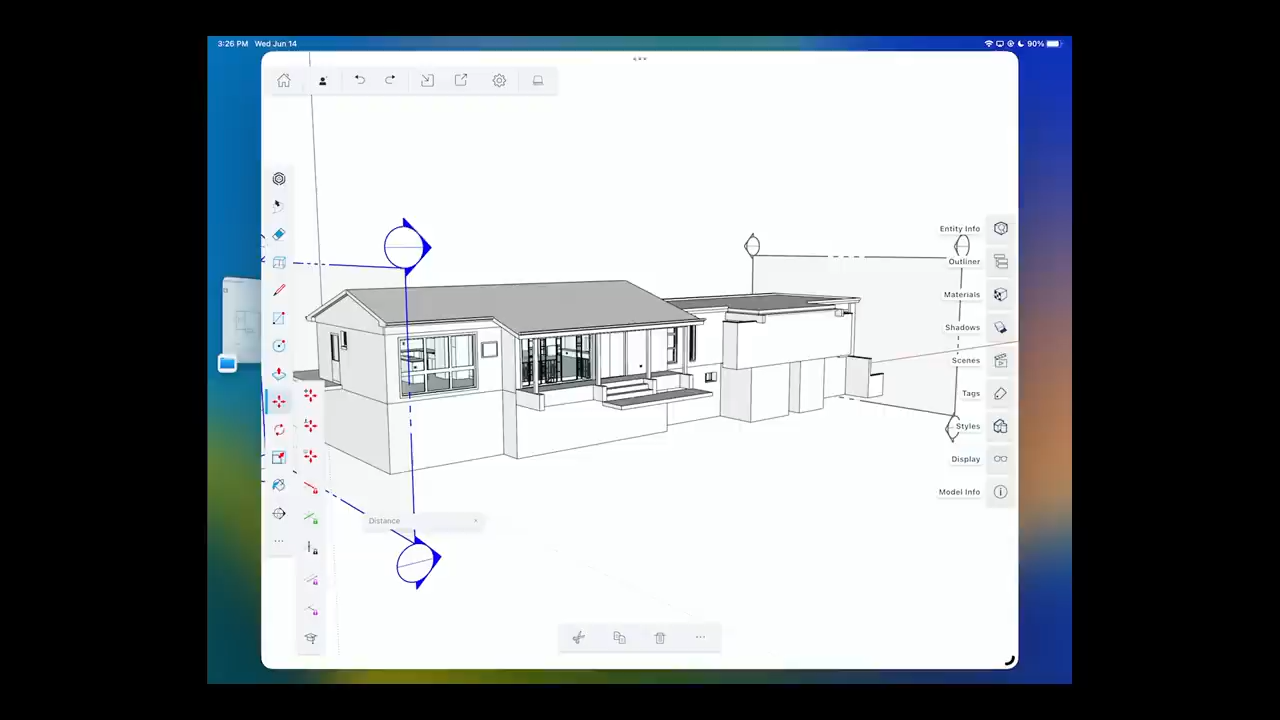 3:26 PM Wed Jun 14
90%
Entity Info
Outliner
Materials
Shadows
Scenes
Tags
Styles
Display
Model Info
Distance